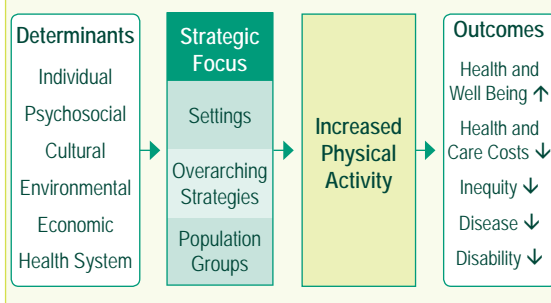 Determinants
Individual
Psychosocial
Cultural
Environmental
Economic
Health System
Strategic
Focus
Settings
Overarching
Strategies
Population
Groups
Increased
Physical
Activity
Outcomes
Health and
Well Being ↑
Health and
Care Costs ↓
Inequity ↓
Disease ↓
Disability ↓